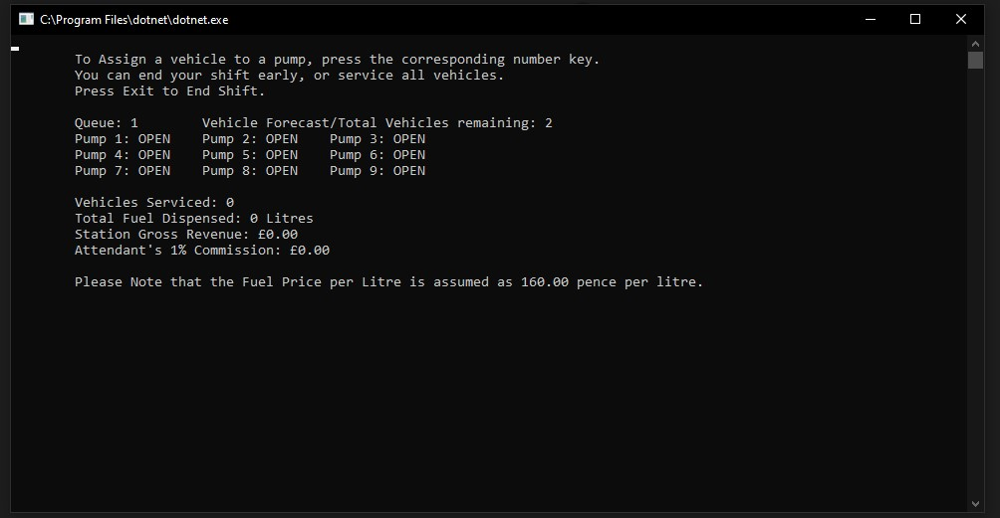 C:\Program Files\dotnet\dotnet.exe
To Assign a vehicle to a pump, press the corresponding number key.
You can end your shift early, or service all vehicles.
Press Exit to End Shift.
Queue: 1 Vehicle Forecast/Total Vehicles remaining: 2
Pump 1: OPEN Pump 2: OPEN Pump 3: OPEN
Pump 4: OPEN Pump 5: OPEN Pump 6: OPEN
Pump 7: OPEN Pump 8: OPEN Pump 9: OPEN
Vehicles Serviced: 0
Total Fuel Dispensed: 0 Litres
Station Gross Revenue: £0.00
Attendant's 1% Commission: £0.00
Please Note that the Fuel Price per Litre is assumed as 160.00 pence per litre.